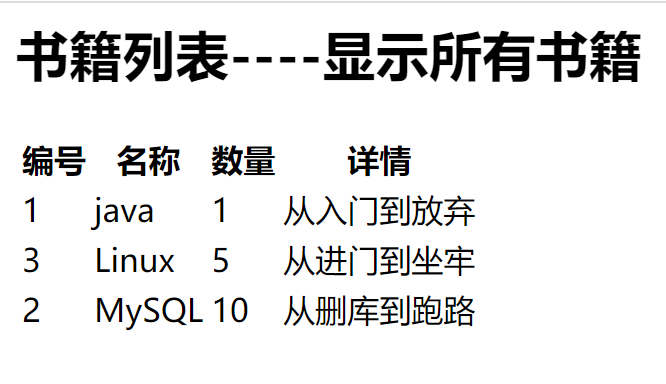 书籍列表----显示所有书籍
编号 名称 数量 详情
1 java 1 从入门到放弃
3 Linux 5 从进门到坐牢
2 MySQL 10 从删库到跑路